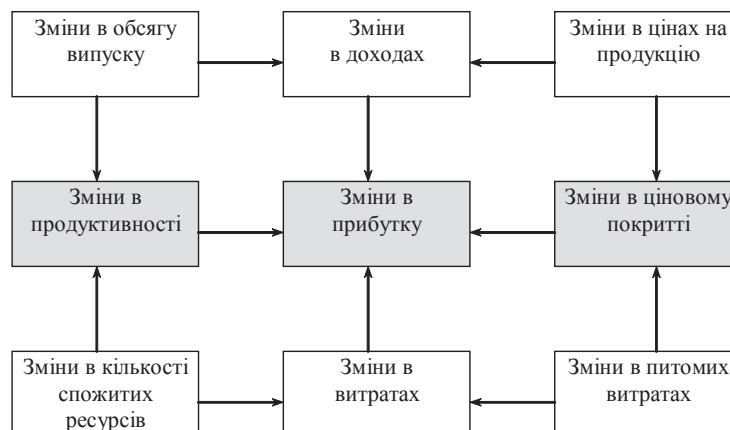 Зміни в обсягу
випуску
Зміни
в доходах
Зміни в цінах на
продукцію
Зміни в
продуктивності
Зміни в
прибутку
Зміни в ціновому
покритті
Зміни в кількості
спожитих
ресурсів
Зміни в
витратах
Зміни в питомих
витратах